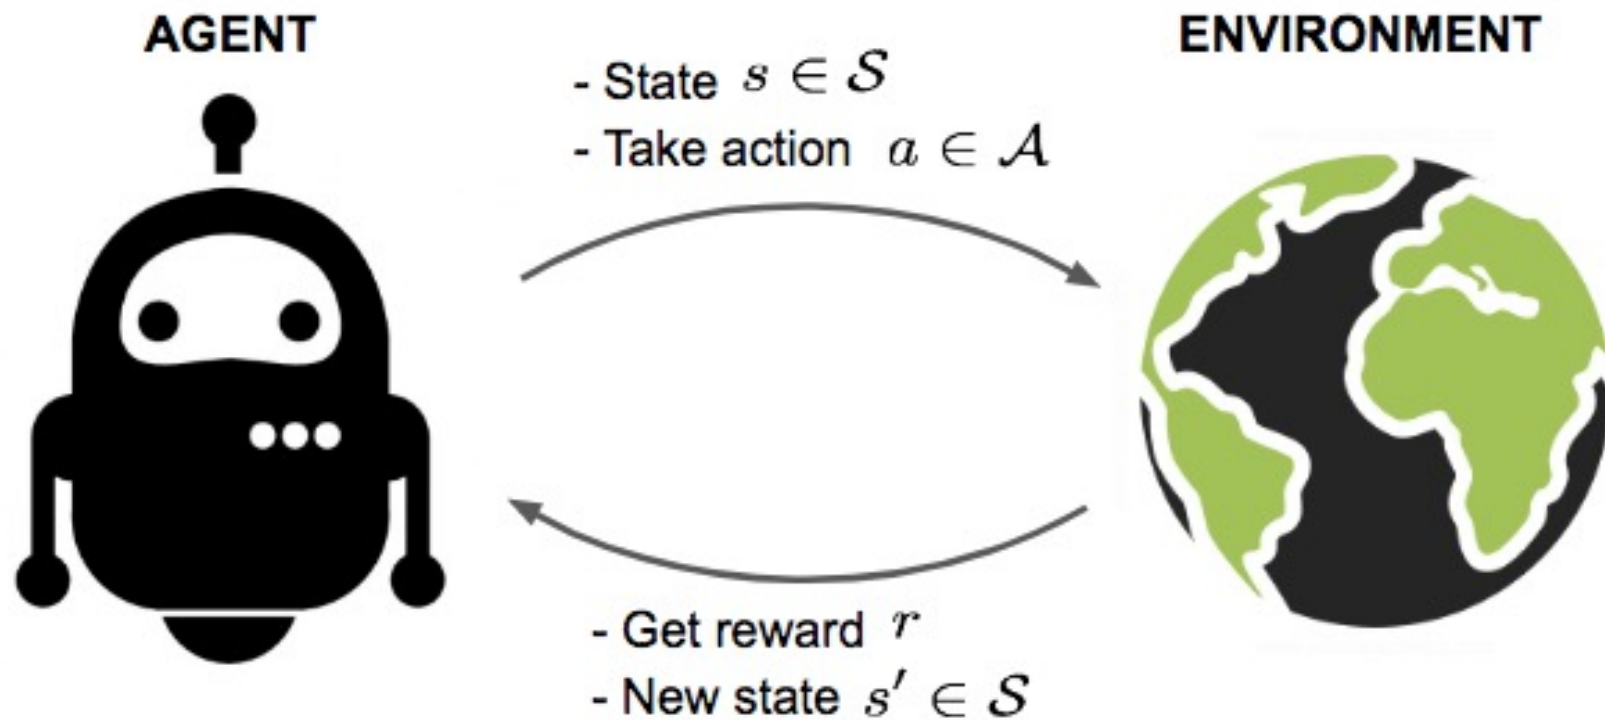 AGENT
ENVIRONMENT
- State s ∈ 𝒮
- Take action a ∈ 𝒜
- Get reward r
- New state s′ ∈ 𝒮